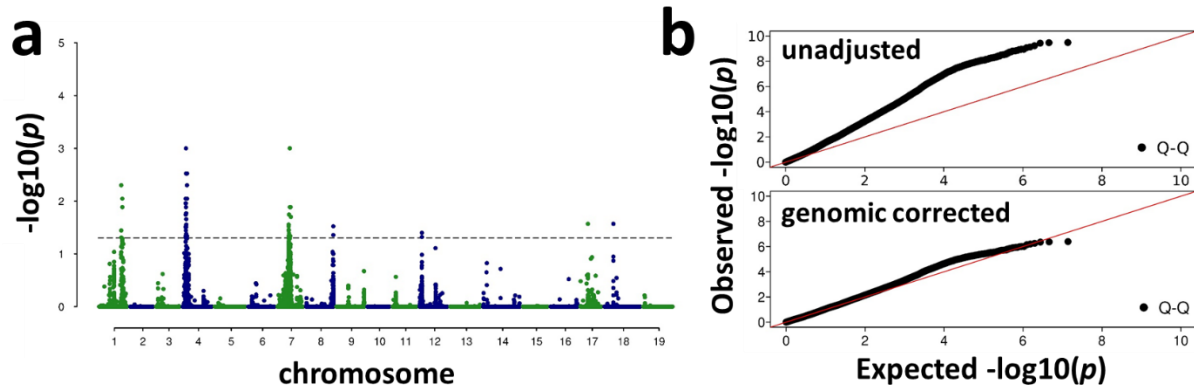 a
-log10(p)
5
4
3
2
1
0
1 2 3 4 5 6 7 8 9 10 11 12 13 14 15 16 17 18 19
chromosome
b
Observed -log10(p)
unadjusted
10
8
6
4
2
0
Q-Q
0 2 4 6 8 10
genomic corrected
10
8
6
4
2
0
Q-Q
0 2 4 6 8 10
Expected -log10(p)